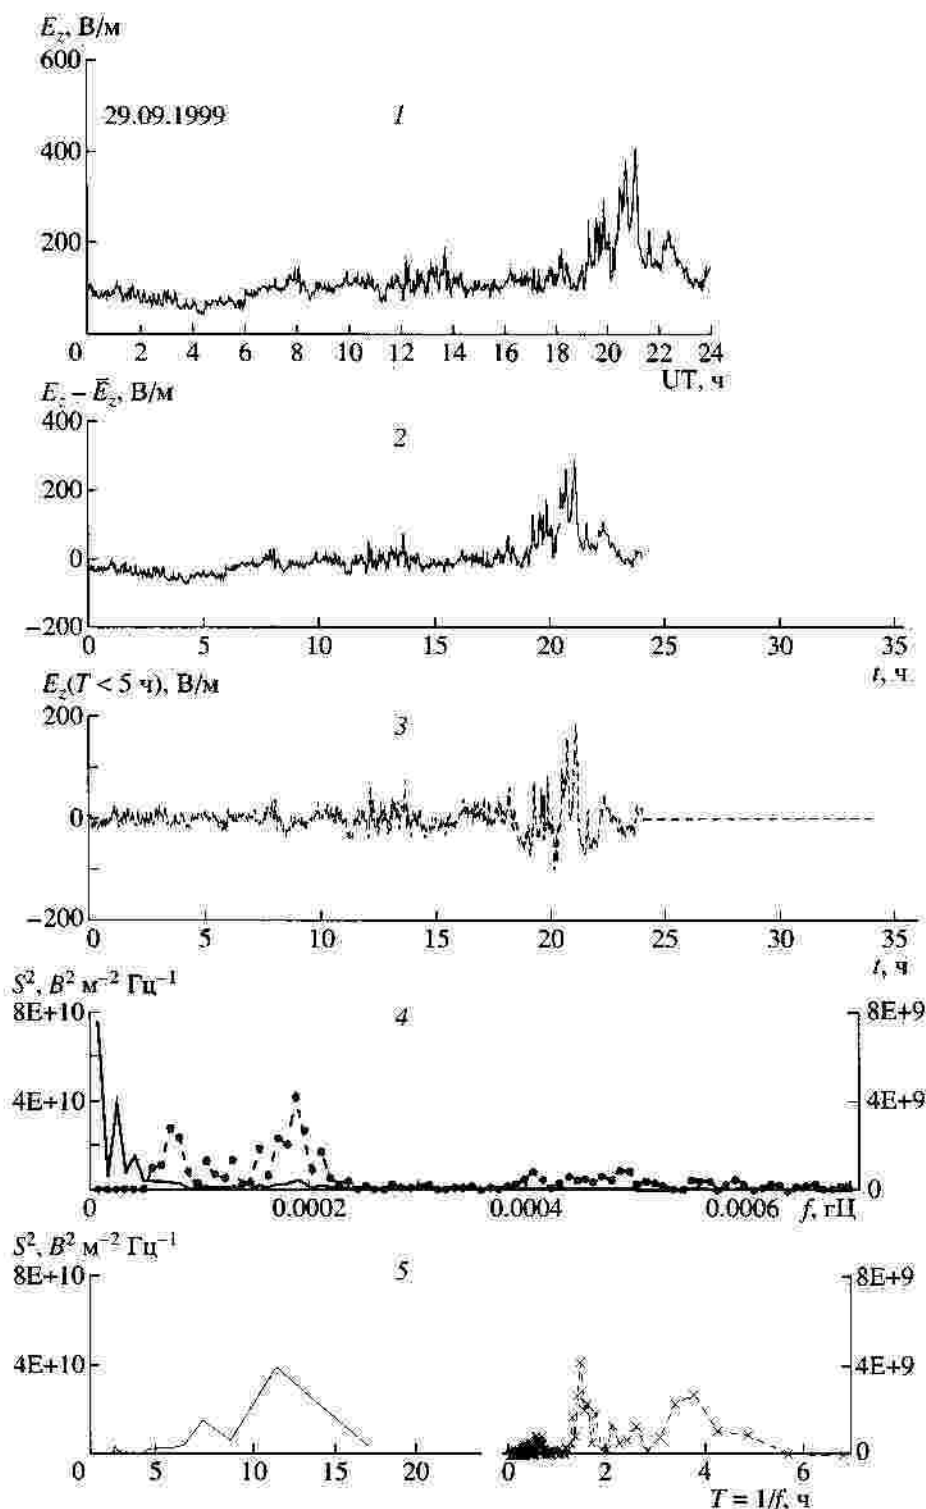 E_z, В/м
600
29.09.1999
1
400
200
0 2 4 6 8 10 12 14 16 18 20 22 24
UT, ч
E_z – Ē_z, В/м
400
2
200
0
–200
0 5 10 15 20 25 30 35
t, ч
E_z(T < 5 ч), В/м
200
3
0
–200
0 5 10 15 20 25 30 35
t, ч
S², В² м⁻² Гц⁻¹
8E+10 4 8E+9
4E+10 4E+9
0
0 0.0002 0.0004 0.0006 f, гЦ
S², В² м⁻² Гц⁻¹
8E+10 5 8E+9
4E+10 4E+9
0
0 5 10 15 20 0 2 4 6
T = 1/f, ч